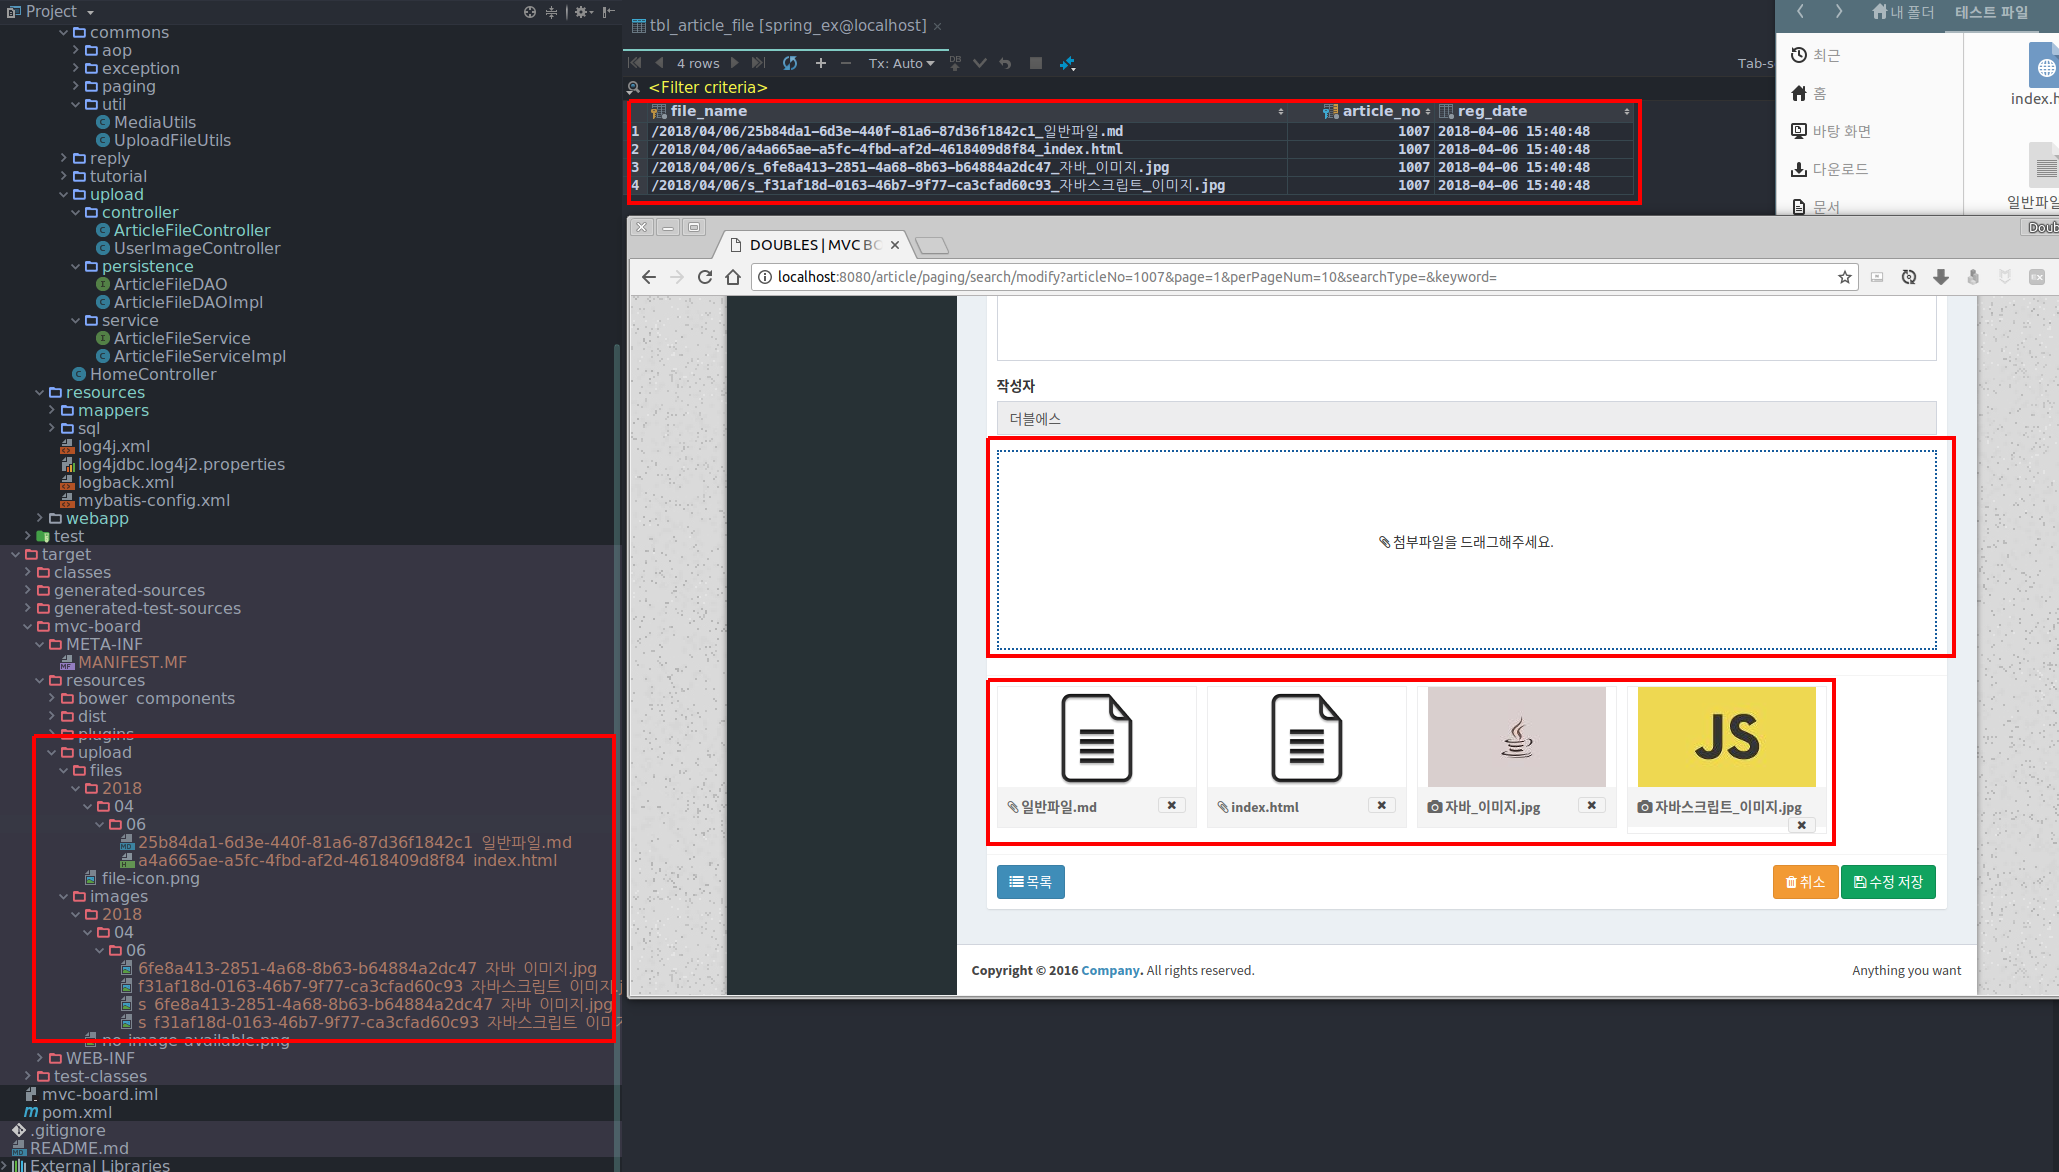 Project
commons
aop
exception
paging
util
MediaUtils
UploadFileUtils
reply
tutorial
upload
controller
ArticleFileController
UserImageController
persistence
ArticleFileDAO
ArticleFileDAOImpl
service
ArticleFileService
ArticleFileServiceImpl
HomeController
resources
mappers
sql
log4j.xml
log4jdbc.log4j2.properties
logback.xml
mybatis-config.xml
webapp
test
target
classes
generated-sources
generated-test-sources
mvc-board
META-INF
MANIFEST.MF
resources
bower_components
dist
plugins
upload
files
2018
04
06
25b84da1-6d3e-440f-81a6-87d36f1842c1_일반파일.md
a4a665ae-a5fc-4fbd-af2d-4618409d8f84_index.html
file-icon.png
images
2018
04
06
6fe8a413-2851-4a68-8b63-b64884a2dc47_자바_이미지.jpg
f31af18d-0163-46b7-9f77-ca3cfad60c93_자바스크립트_이미지.j
s_6fe8a413-2851-4a68-8b63-b64884a2dc47_자바_이미지.jpg
s_f31af18d-0163-46b7-9f77-ca3cfad60c93_자바스크립트_이미지
no-image-available.png
WEB-INF
test-classes
mvc-board.iml
pom.xml
.gitignore
README.md
External Libraries
tbl_article_file [spring_ex@localhost]
4 rows Tx: Auto DB Tab-s
<Filter criteria>
file_name article_no reg_date
1 /2018/04/06/25b84da1-6d3e-440f-81a6-87d36f1842c1_일반파일.md 1007 2018-04-06 15:40:48
2 /2018/04/06/a4a665ae-a5fc-4fbd-af2d-4618409d8f84_index.html 1007 2018-04-06 15:40:48
3 /2018/04/06/s_6fe8a413-2851-4a68-8b63-b64884a2dc47_자바_이미지.jpg 1007 2018-04-06 15:40:48
4 /2018/04/06/s_f31af18d-0163-46b7-9f77-ca3cfad60c93_자바스크립트_이미지.jpg 1007 2018-04-06 15:40:48
내 폴더 테스트 파일
최근
홈
바탕 화면
다운로드
문서
index.h
일반파일
Doub
DOUBLES | MVC BO
localhost:8080/article/paging/search/modify?articleNo=1007&page=1&perPageNum=10&searchType=&keyword=
작성자
더블에스
첨부파일을 드래그해주세요.
JS
일반파일.md
index.html
자바_이미지.jpg
자바스크립트_이미지.jpg
목록 취소 수정 저장
Copyright © 2016 Company. All rights reserved. Anything you want